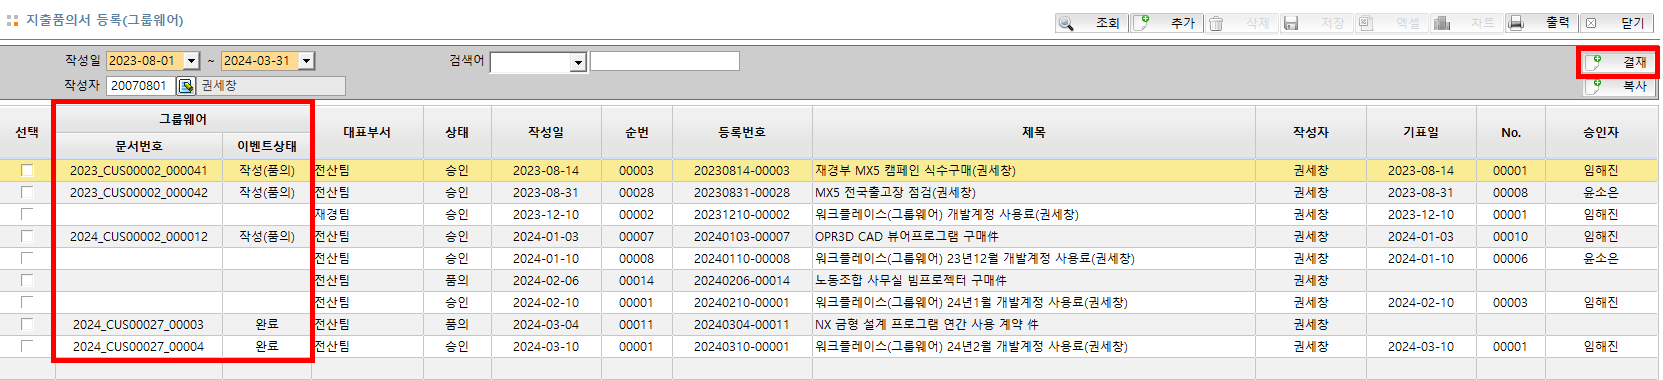 지출품의서 등록(그룹웨어)
조회 추가 삭제 저장 엑셀 차트 출력 닫기
작성일 2023-08-01 ~ 2024-03-31 검색어 결재
작성자 20070801 권세창 복사
선택 그룹웨어 대표부서 상태 작성일 순번 등록번호 제목 작성자 기표일 No. 승인자
문서번호 이벤트상태
2023_CUS00002_000041 작성(품의) 전산팀 승인 2023-08-14 00003 20230814-00003 재경부 MX5 캠페인 식수구매(권세창) 권세창 2023-08-14 00001 임해진
2023_CUS00002_000042 작성(품의) 전산팀 승인 2023-08-31 00028 20230831-00028 MX5 전국출고장 점검(권세창) 권세창 2023-08-31 00008 윤소은
재경팀 승인 2023-12-10 00002 20231210-00002 워크플레이스(그룹웨어) 개발계정 사용료(권세창) 권세창 2023-12-10 00001 임해진
2024_CUS00002_000012 작성(품의) 전산팀 승인 2024-01-03 00007 20240103-00007 OPR3D CAD 뷰어프로그램 구매件 권세창 2024-01-03 00010 임해진
전산팀 승인 2024-01-10 00008 20240110-00008 워크플레이스(그룹웨어) 23년12월 개발계정 사용료(권세창) 권세창 2024-01-10 00006 윤소은
전산팀 품의 2024-02-06 00014 20240206-00014 노동조합 사무실 빔프로젝터 구매件 권세창
전산팀 승인 2024-02-10 00001 20240210-00001 워크플레이스(그룹웨어) 24년1월 개발계정 사용료(권세창) 권세창 2024-02-10 00003 임해진
2024_CUS00027_00003 완료 전산팀 품의 2024-03-04 00011 20240304-00011 NX 금형 설계 프로그램 연간 사용 계약 件 권세창
2024_CUS00027_00004 완료 전산팀 승인 2024-03-10 00001 20240310-00001 워크플레이스(그룹웨어) 24년2월 개발계정 사용료(권세창) 권세창 2024-03-10 00001 임해진